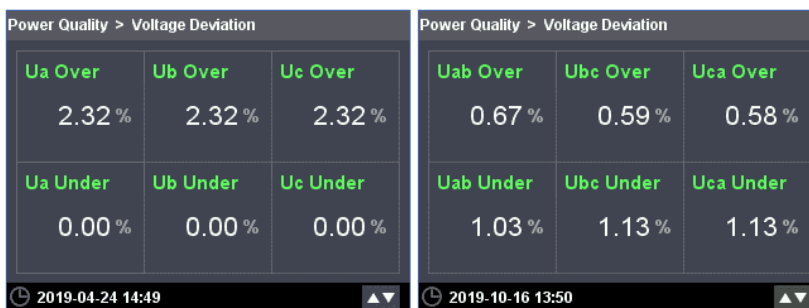 Power Quality > Voltage Deviation
Ua Over Ub Over Uc Over
2.32 % 2.32 % 2.32 %
Ua Under Ub Under Uc Under
0.00 % 0.00 % 0.00 %
2019-04-24 14:49
Power Quality > Voltage Deviation
Uab Over Ubc Over Uca Over
0.67 % 0.59 % 0.58 %
Uab Under Ubc Under Uca Under
1.03 % 1.13 % 1.13 %
2019-10-16 13:50